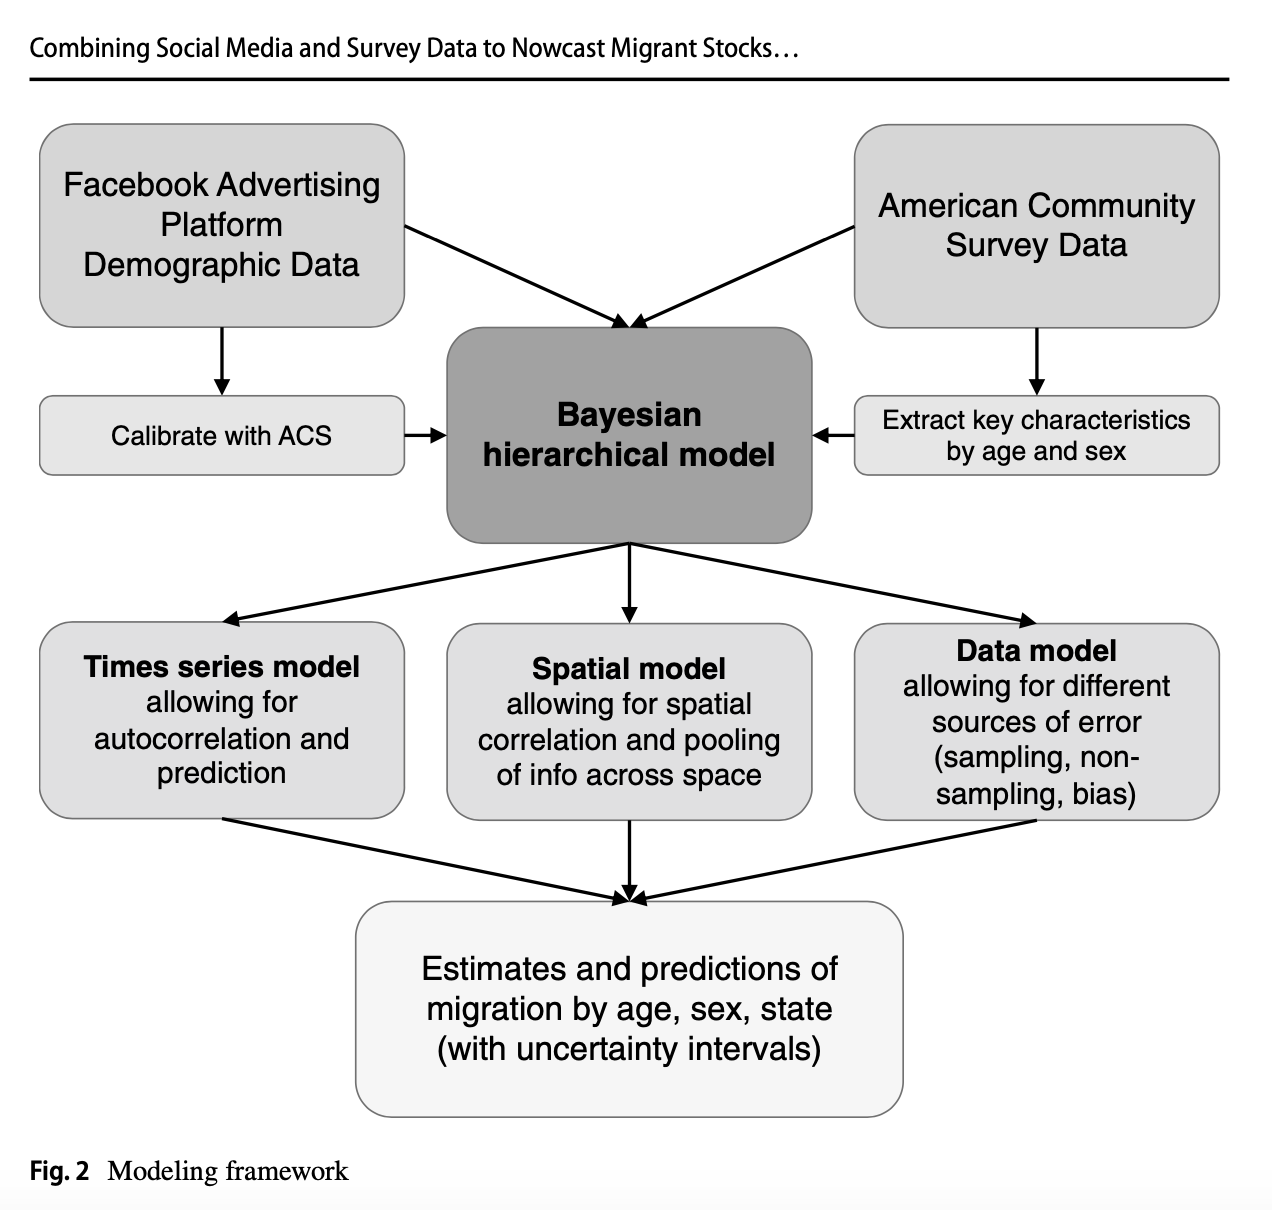 Combining Social Media and Survey Data to Nowcast Migrant Stocks…
Facebook Advertising
Platform
Demographic Data
American Community
Survey Data
Calibrate with ACS
Bayesian
hierarchical model
Extract key characteristics
by age and sex
Times series model
allowing for
autocorrelation and
prediction
Spatial model
allowing for spatial
correlation and pooling
of info across space
Data model
allowing for different
sources of error
(sampling, non-
sampling, bias)
Estimates and predictions of
migration by age, sex, state
(with uncertainty intervals)
Fig. 2 Modeling framework